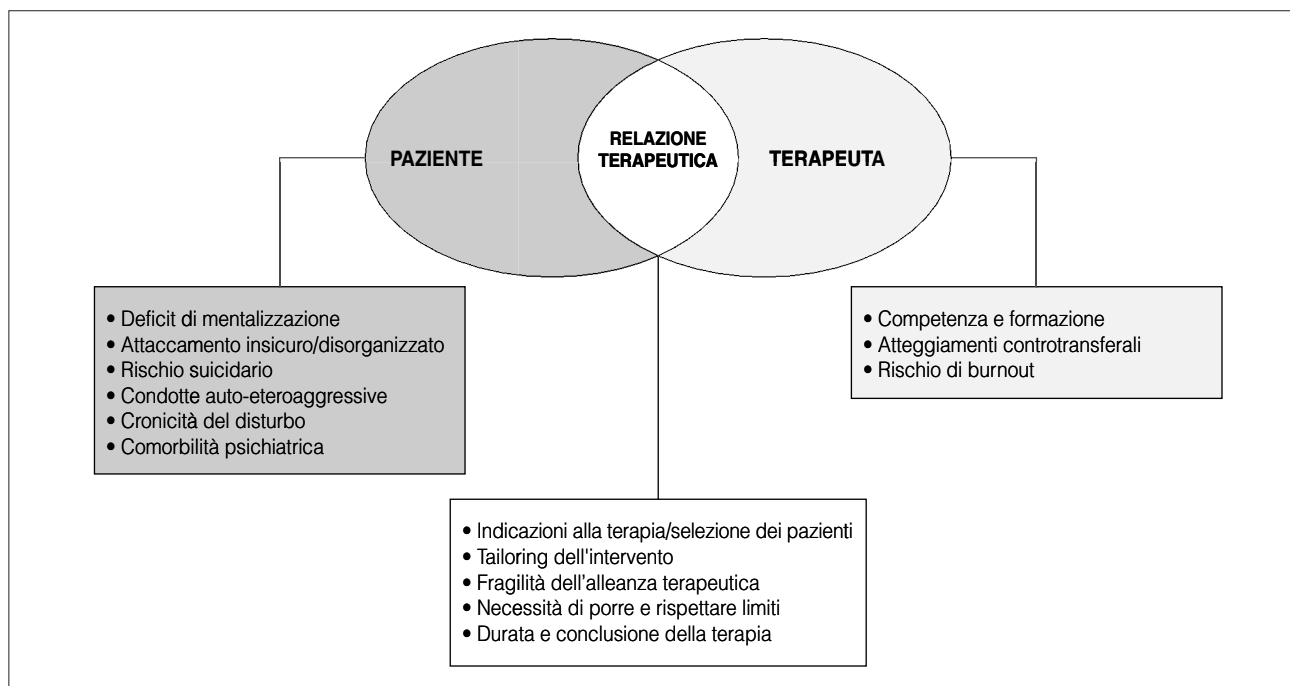 PAZIENTE
RELAZIONE
TERAPEUTICA
TERAPEUTA
• Deficit di mentalizzazione
• Attaccamento insicuro/disorganizzato
• Rischio suicidario
• Condotte auto-eteroaggressive
• Cronicità del disturbo
• Comorbilità psichiatrica
• Competenza e formazione
• Atteggiamenti controtransferali
• Rischio di burnout
• Indicazioni alla terapia/selezione dei pazienti
• Tailoring dell'intervento
• Fragilità dell’alleanza terapeutica
• Necessità di porre e rispettare limiti
• Durata e conclusione della terapia